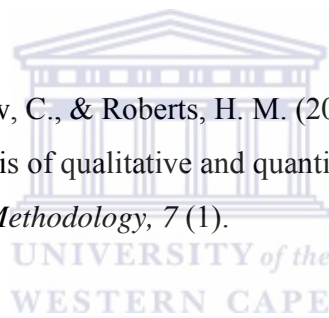 v, C., & Roberts, H. M. (20
is of qualitative and quanti
Methodology, 7 (1).
UNIVERSITY of the
WESTERN CAPE